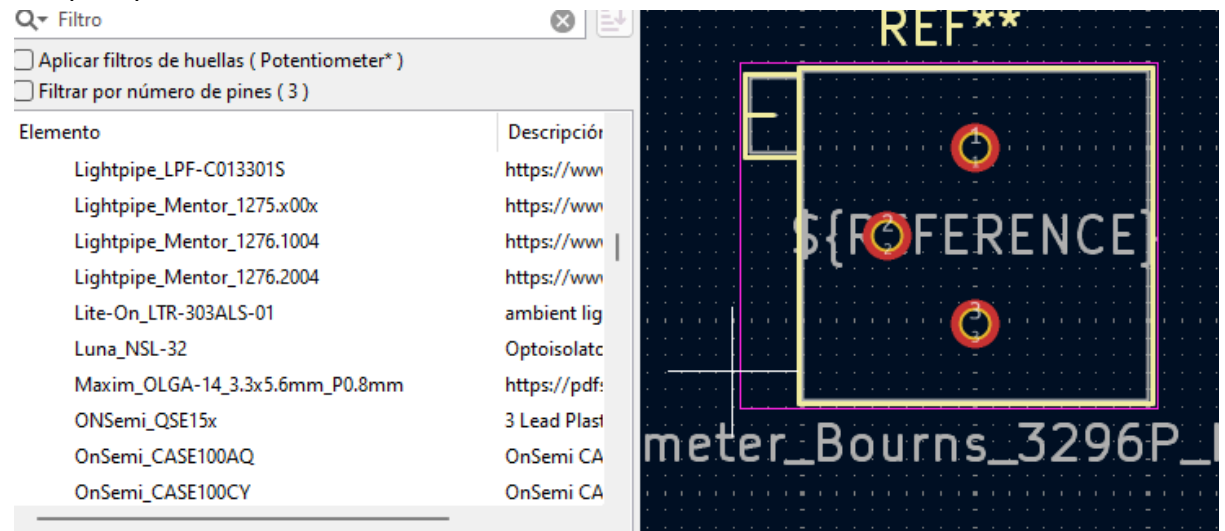 Filtro
Aplicar filtros de huellas ( Potentiometer* )
Filtrar por número de pines ( 3 )
Elemento Descripción
Lightpipe_LPF-C013301S https://www
Lightpipe_Mentor_1275.x00x https://www
Lightpipe_Mentor_1276.1004 https://www
Lightpipe_Mentor_1276.2004 https://www
Lite-On_LTR-303ALS-01 ambient lig
Luna_NSL-32 Optoisolato
Maxim_OLGA-14_3.3x5.6mm_P0.8mm https://pdfs
ONSemi_QSE15x 3 Lead Plast
OnSemi_CASE100AQ OnSemi CA
OnSemi_CASE100CY OnSemi CA
REF**
1
1
${REFERENCE}
2
2
3
3
meter_Bourns_3296P_